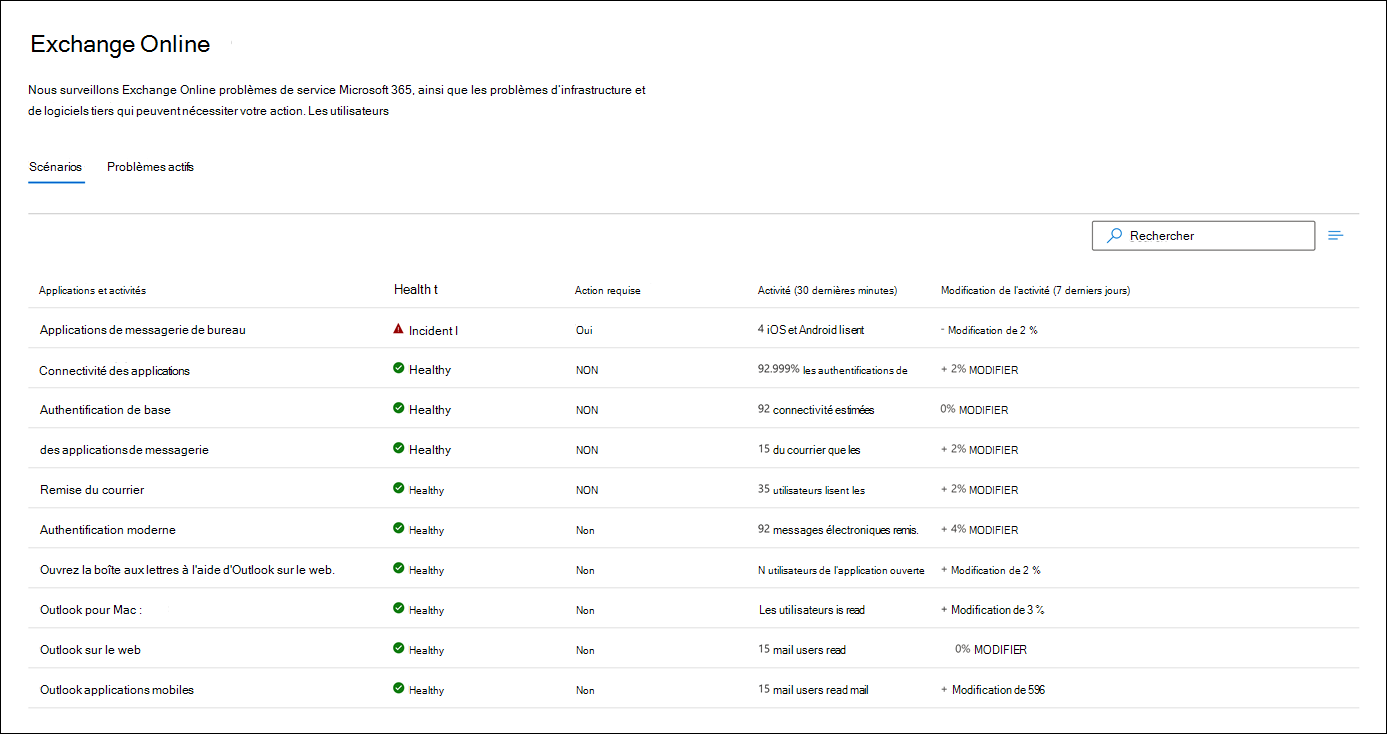 Exchange Online
Nous surveillons Exchange Online problèmes de service Microsoft 365, ainsi que les problèmes d'infrastructure et
de logiciels tiers qui peuvent nécessiter votre action. Les utilisateurs
Scénarios Problèmes actifs
Rechercher
Applications et activités Health t Action requise Activité (30 dernières minutes) Modification de l'activité (7 derniers jours)
Applications de messagerie de bureau Incident I Oui 4 iOS et Android lisent - Modification de 2 %
Connectivité des applications Healthy NON 92.999% les authentifications de + 2% MODIFIER
Authentification de base Healthy NON 92 connectivité estimées 0% MODIFIER
des applications de messagerie Healthy NON 15 du courrier que les + 2% MODIFIER
Remise du courrier Healthy NON 35 utilisateurs lisent les + 2% MODIFIER
Authentification moderne Healthy Non 92 messages électroniques remis. + 4% MODIFIER
Ouvrez la boîte aux lettres à l'aide d'Outlook sur le web. Healthy Non N utilisateurs de l'application ouverte + Modification de 2 %
Outlook pour Mac : Healthy Non Les utilisateurs is read + Modification de 3 %
Outlook sur le web Healthy Non 15 mail users read 0% MODIFIER
Outlook applications mobiles Healthy Non 15 mail users read mail + Modification de 596